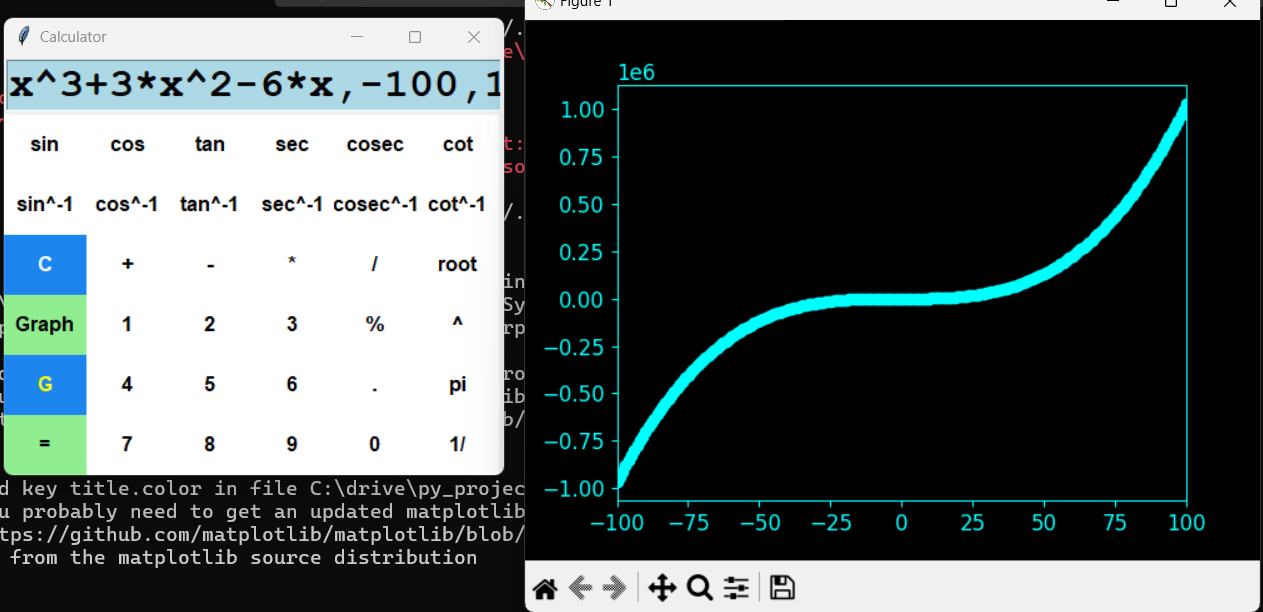 Calculator
x^3+3*x^2-6*x,-100,1
sin cos tan sec cosec cot
sin^-1 cos^-1 tan^-1 sec^-1 cosec^-1 cot^-1
C + - * / root
Graph 1 2 3 % ^
G 4 5 6 . pi
= 7 8 9 0 1/
d key title.color in file C:\drive\py_projec
u probably need to get an updated matplotlib
tps://github.com/matplotlib/matplotlib/blob/
from the matplotlib source distribution
Figure 1
1e6
1.00
0.75
0.50
0.25
0.00
−0.25
−0.50
−0.75
−1.00
−100 −75 −50 −25 0 25 50 75 100